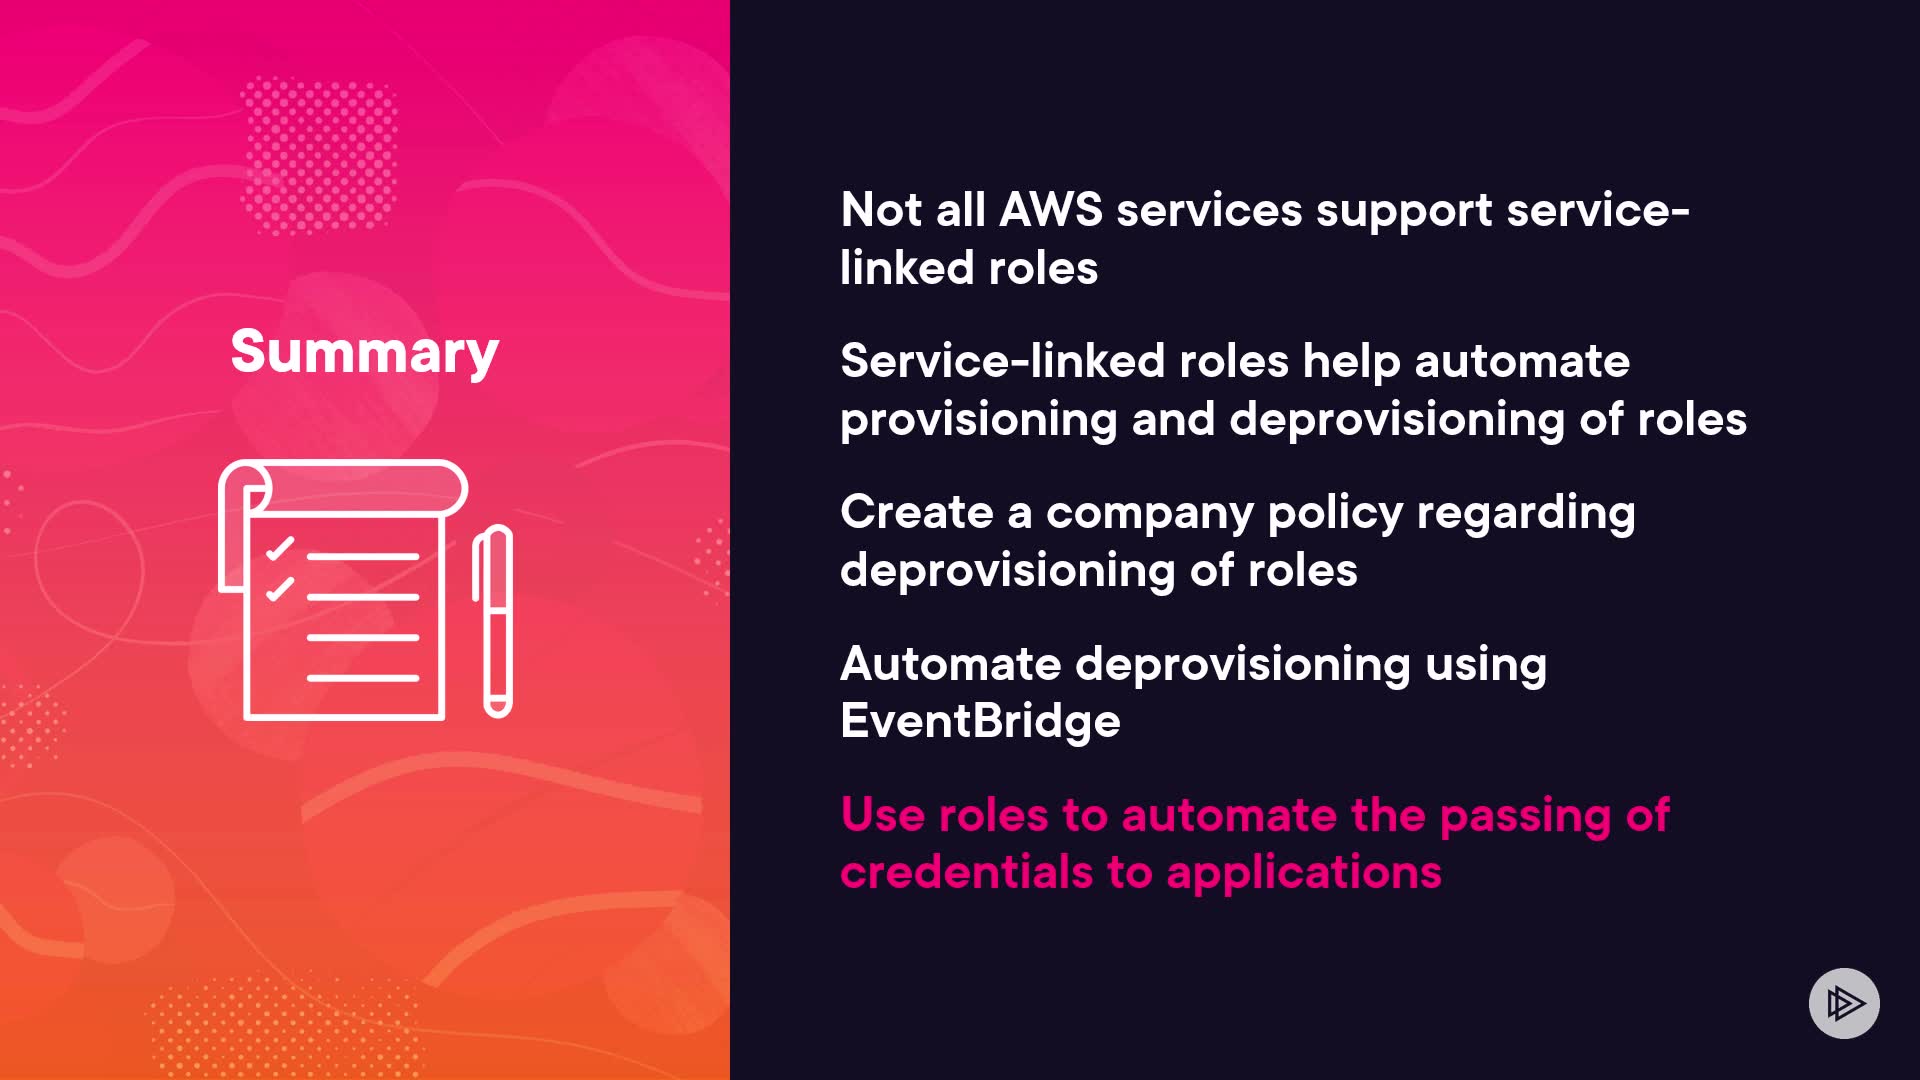 Summary
Not all AWS services support service-
linked roles
Service-linked roles help automate
provisioning and deprovisioning of roles
Create a company policy regarding
deprovisioning of roles
Automate deprovisioning using
EventBridge
Use roles to automate the passing of
credentials to applications